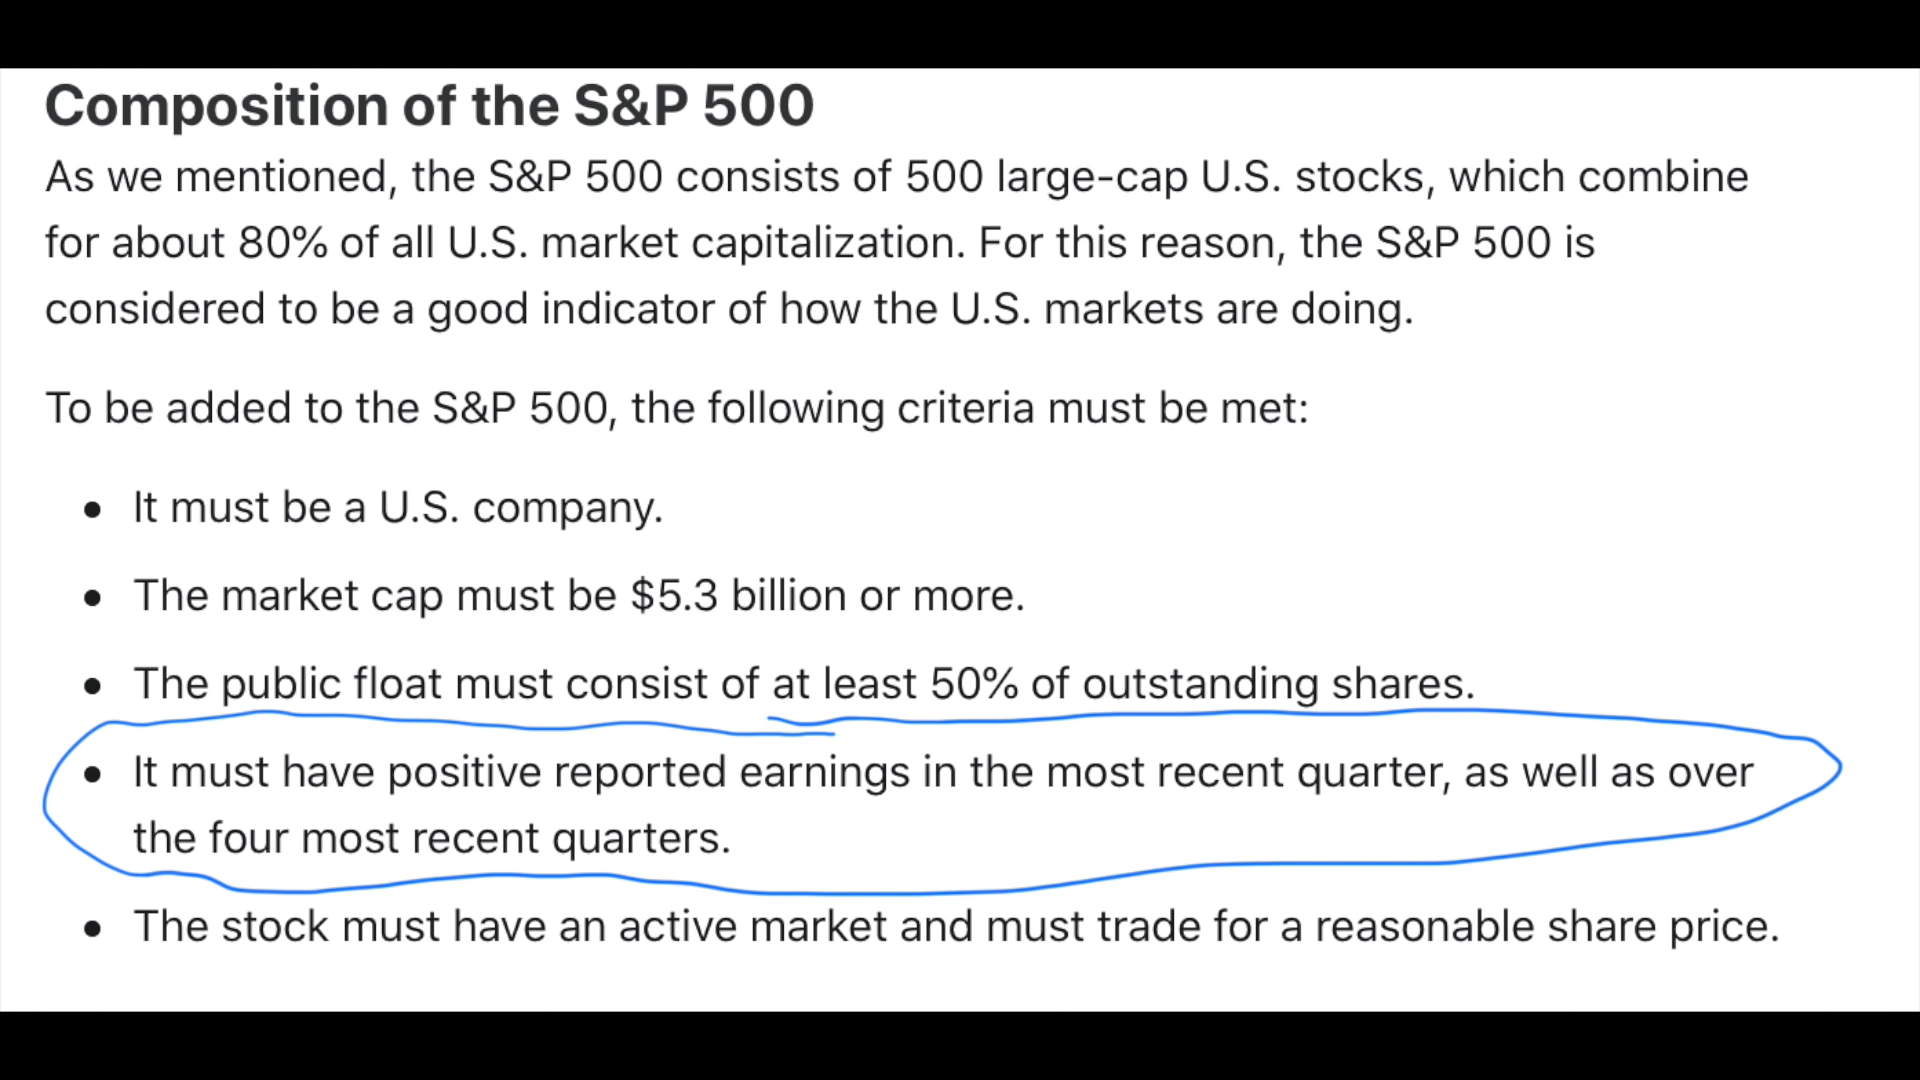 Composition of the S&P 500
As we mentioned, the S&P 500 consists of 500 large-cap U.S. stocks, which combine
for about 80% of all U.S. market capitalization. For this reason, the S&P 500 is
considered to be a good indicator of how the U.S. markets are doing.
To be added to the S&P 500, the following criteria must be met:
• It must be a U.S. company.
• The market cap must be $5.3 billion or more.
• The public float must consist of at least 50% of outstanding shares.
• It must have positive reported earnings in the most recent quarter, as well as over
the four most recent quarters.
• The stock must have an active market and must trade for a reasonable share price.